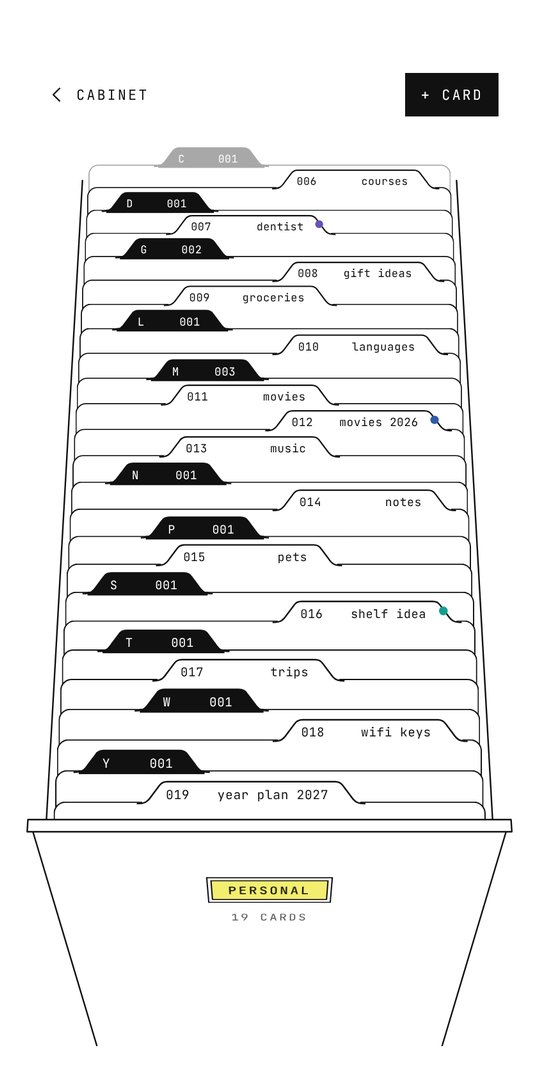 CABINET
+ CARD
C 001
006 courses
D 001
007 dentist
G 002
008 gift ideas
009 groceries
L 001
010 languages
M 003
011 movies
012 movies 2026
013 music
N 001
014 notes
P 001
015 pets
S 001
016 shelf idea
T 001
017 trips
W 001
018 wifi keys
Y 001
019 year plan 2027
PERSONAL
19 CARDS